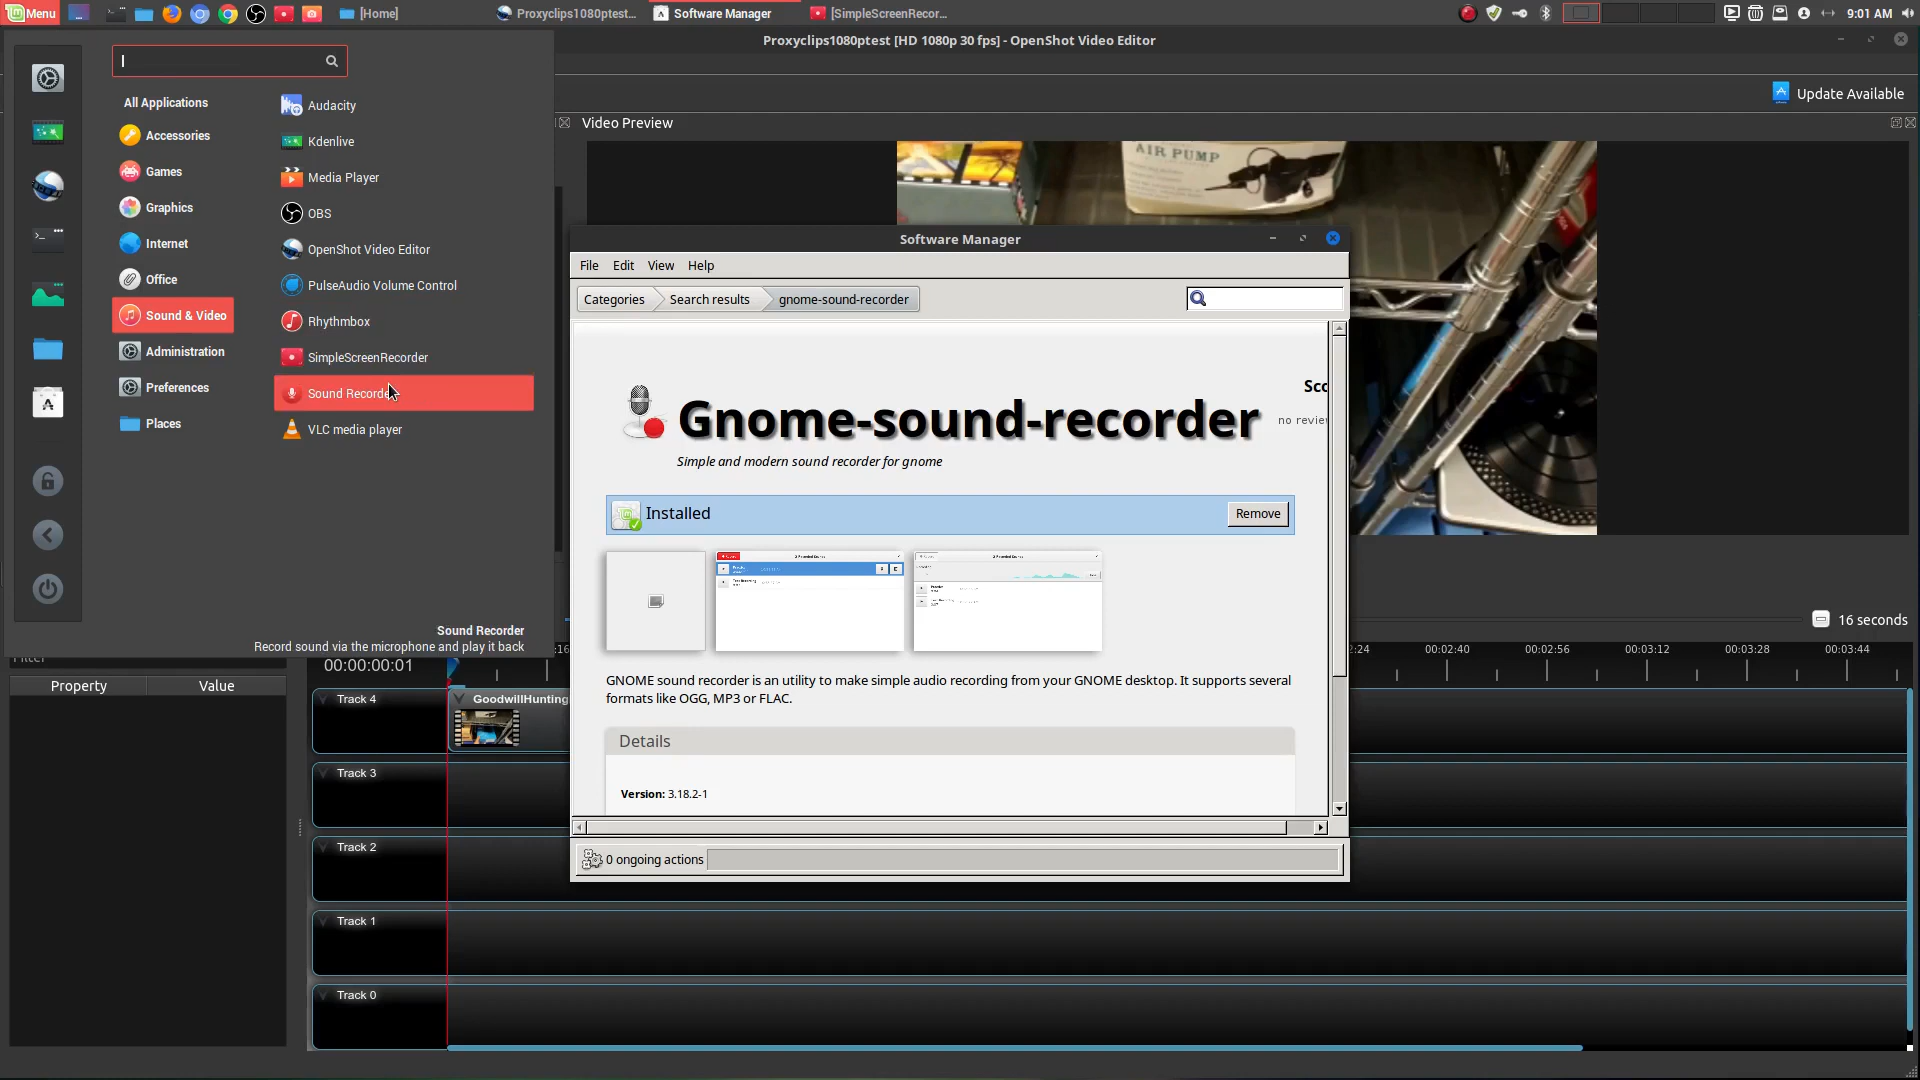 Menu
[Home]
Proxyclips1080ptest...
Software Manager
[SimpleScreenRecor...
9:01 AM
Proxyclips1080ptest [HD 1080p 30 fps] - OpenShot Video Editor
Update Available
Video Preview
All Applications
Accessories
Games
Graphics
Internet
Office
Sound & Video
Administration
Preferences
Places
Audacity
Kdenlive
Media Player
OBS
OpenShot Video Editor
PulseAudio Volume Control
Rhythmbox
SimpleScreenRecorder
Sound Recorder
VLC media player
Sound Recorder
Record sound via the microphone and play it back
AIR PUMP
Software Manager
File Edit View Help
Categories
Search results
gnome-sound-recorder
Sco
Gnome-sound-recorder
no review
Simple and modern sound recorder for gnome
Installed
Remove
GNOME sound recorder is an utility to make simple audio recording from your GNOME desktop. It supports several
formats like OGG, MP3 or FLAC.
Details
Version: 3.18.2-1
0 ongoing actions
16 seconds
Filter
00:00:00:01
:16
:24
00:02:40
00:02:56
00:03:12
00:03:28
00:03:44
Property
Value
Track 4
GoodwillHunting
Track 3
Track 2
Track 1
Track 0